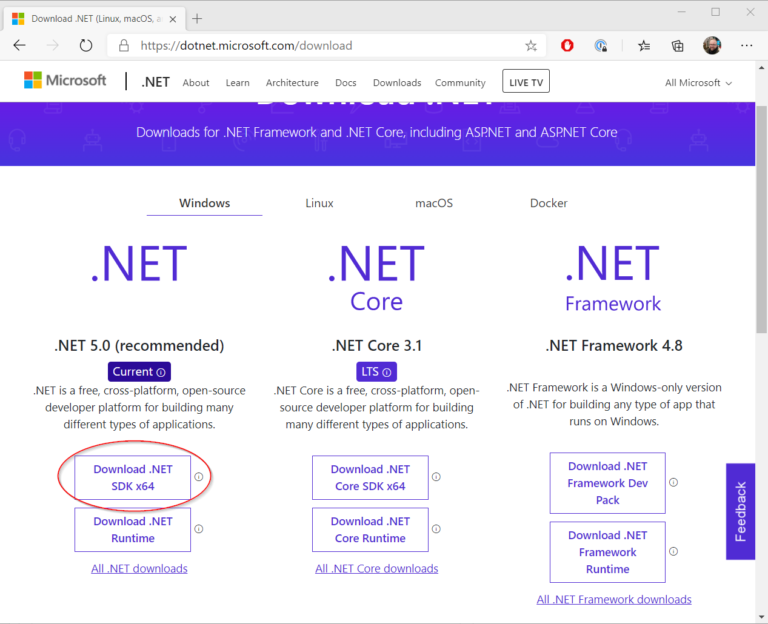 Download .NET (Linux, macOS, a
https://dotnet.microsoft.com/download
Microsoft
.NET
About
Learn
Architecture
Docs
Downloads
Community
LIVE TV
All Microsoft
Download .NET
Downloads for .NET Framework and .NET Core, including ASP.NET and ASP.NET Core
Windows
Linux
macOS
Docker
.NET
.NET 5.0 (recommended)
Current
.NET is a free, cross-platform, open-source
developer platform for building many
different types of applications.
Download .NET
SDK x64
Download .NET
Runtime
All .NET downloads
.NET
Core
.NET Core 3.1
LTS
.NET Core is a free, cross-platform, open-
source developer platform for building
many different types of applications.
Download .NET
Core SDK x64
Download .NET
Core Runtime
All .NET Core downloads
.NET
Framework
.NET Framework 4.8
.NET Framework is a Windows-only version
of .NET for building any type of app that
runs on Windows.
Download .NET
Framework Dev
Pack
Download .NET
Framework
Runtime
All .NET Framework downloads
Feedback